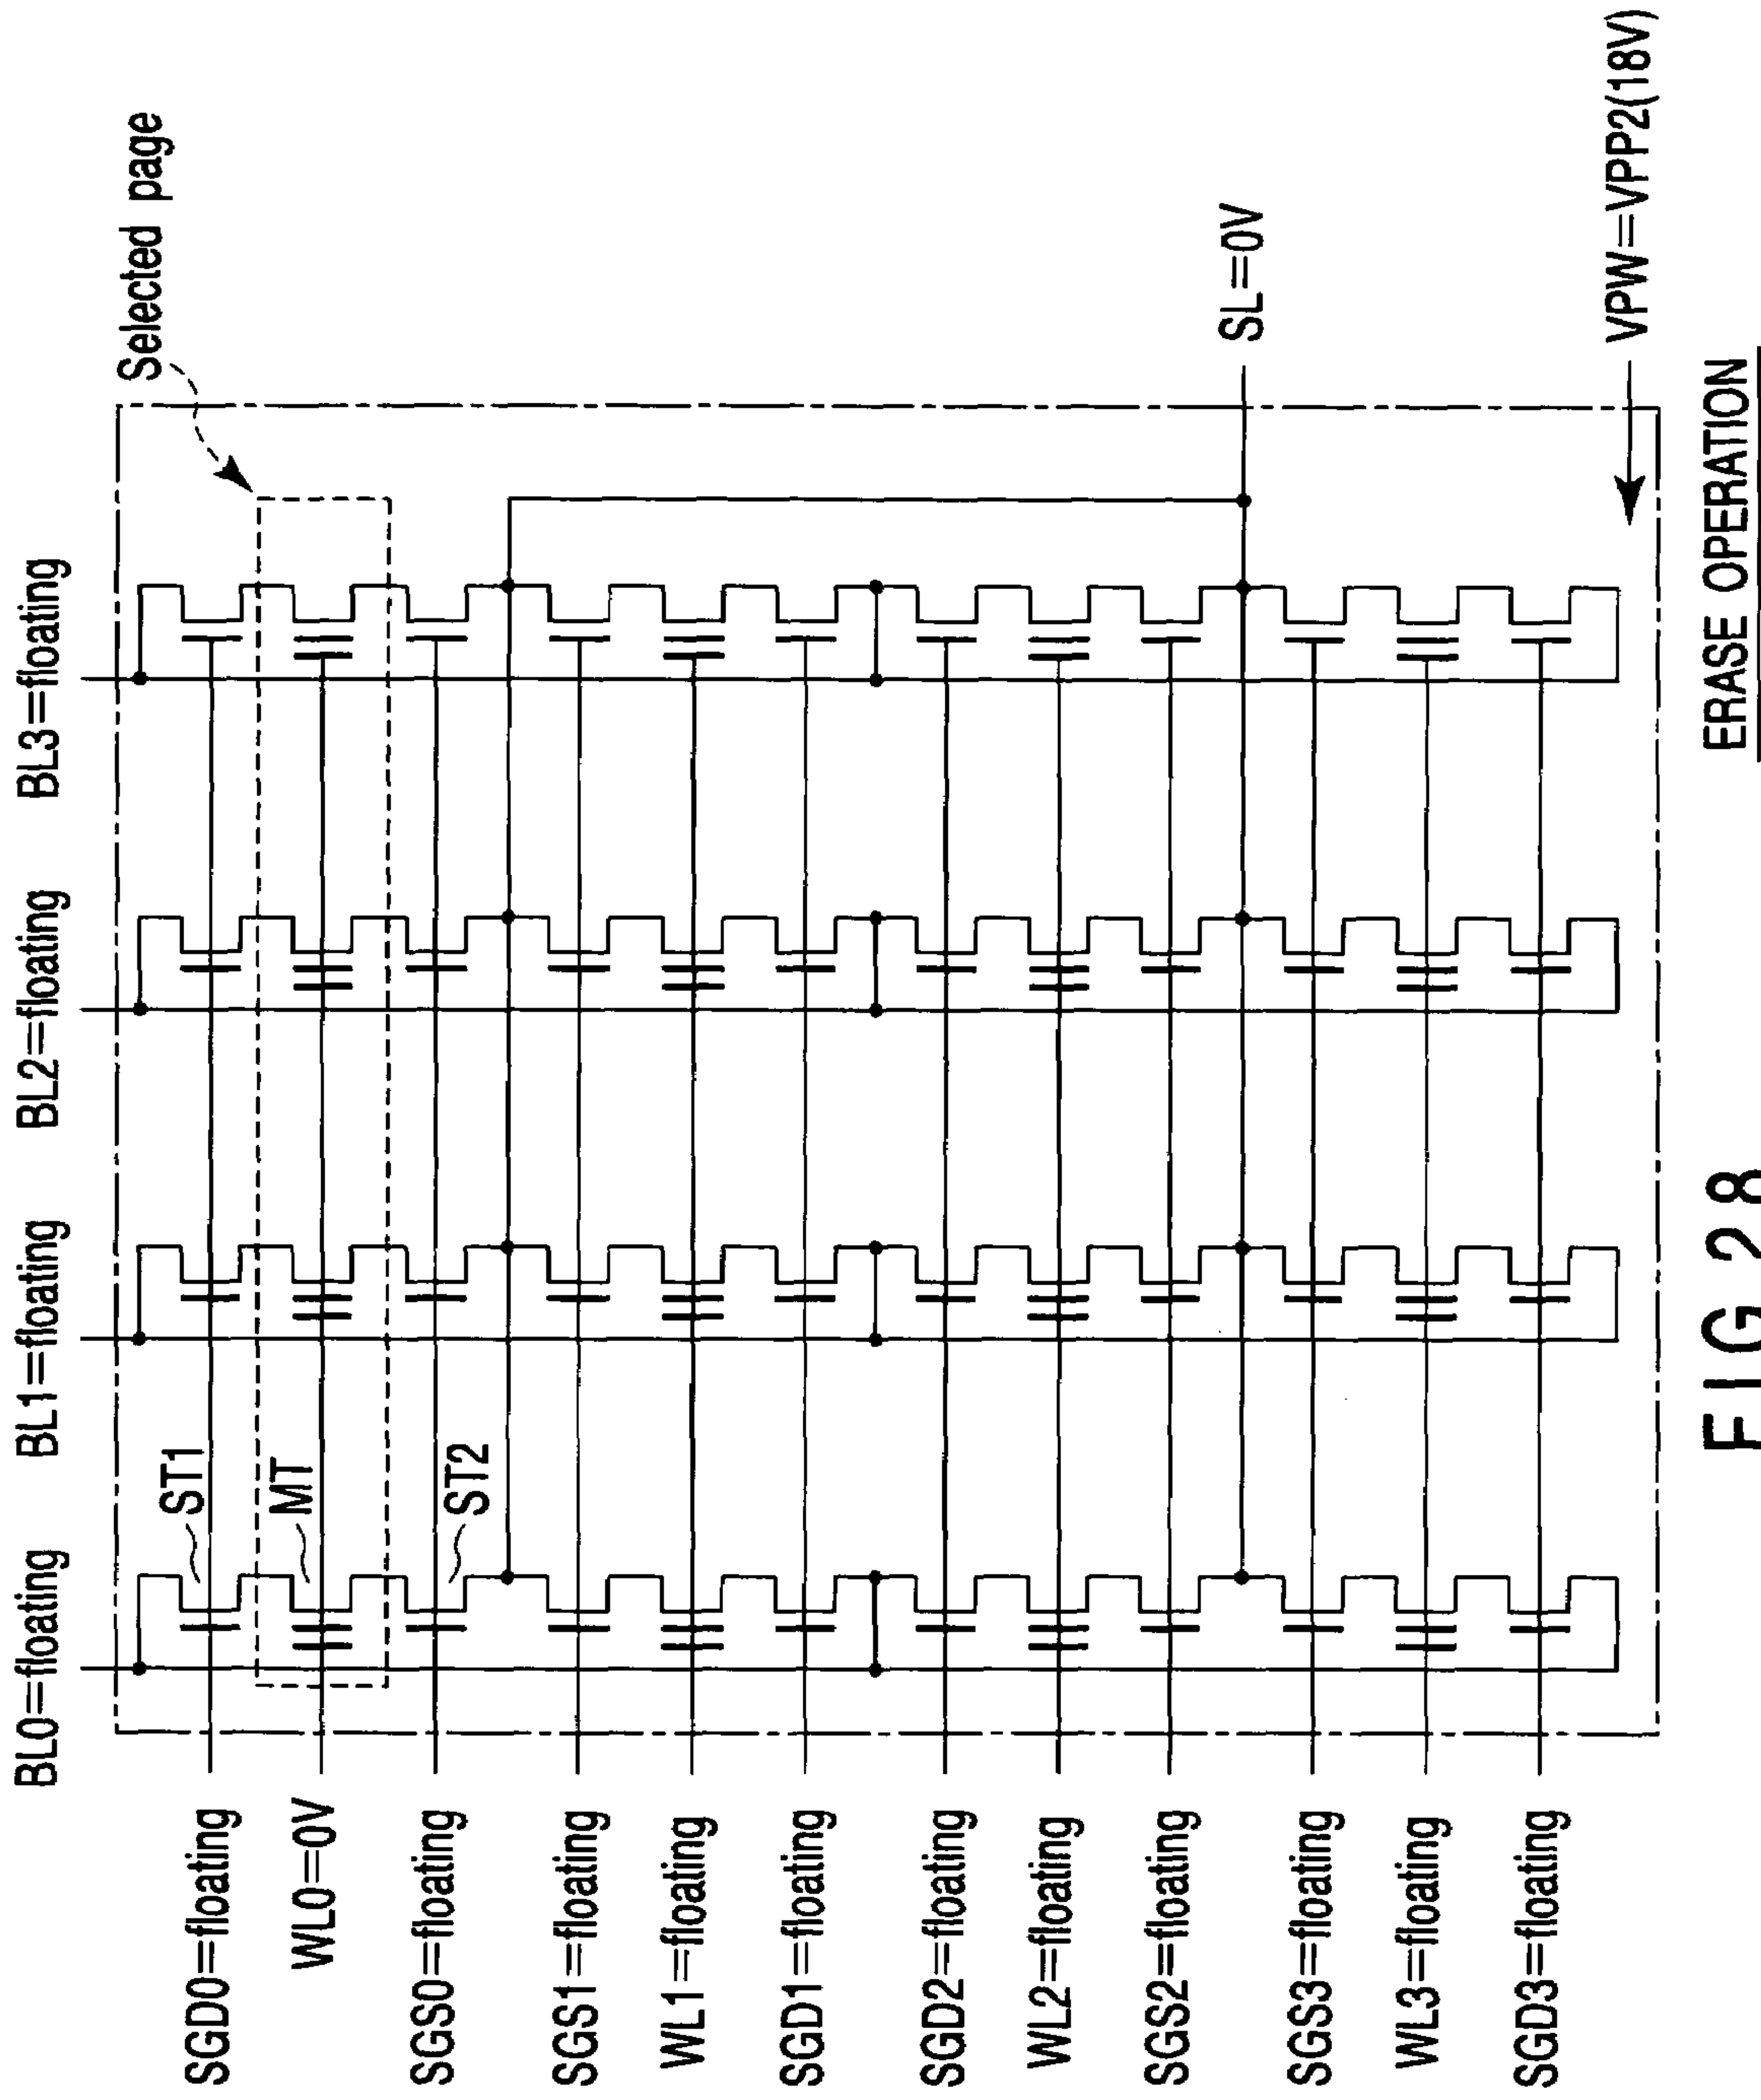 BL0=floating
BL1=floating
BL2=floating
BL3=floating
Selected page
ST1
MT
ST2
SGD0=floating
WL0=0V
SGS0=floating
SGS1=floating
WL1=floating
SGD1=floating
SGD2=floating
WL2=floating
SGS2=floating
SGS3=floating
WL3=floating
SGD3=floating
SL=0V
VPW=VPP2(18V)
ERASE OPERATION
FIG 28